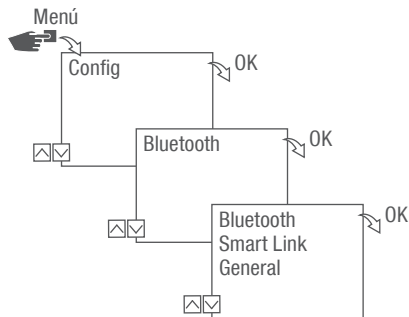 Menú
Config
OK
Bluetooth
OK
Bluetooth
Smart Link
General
OK